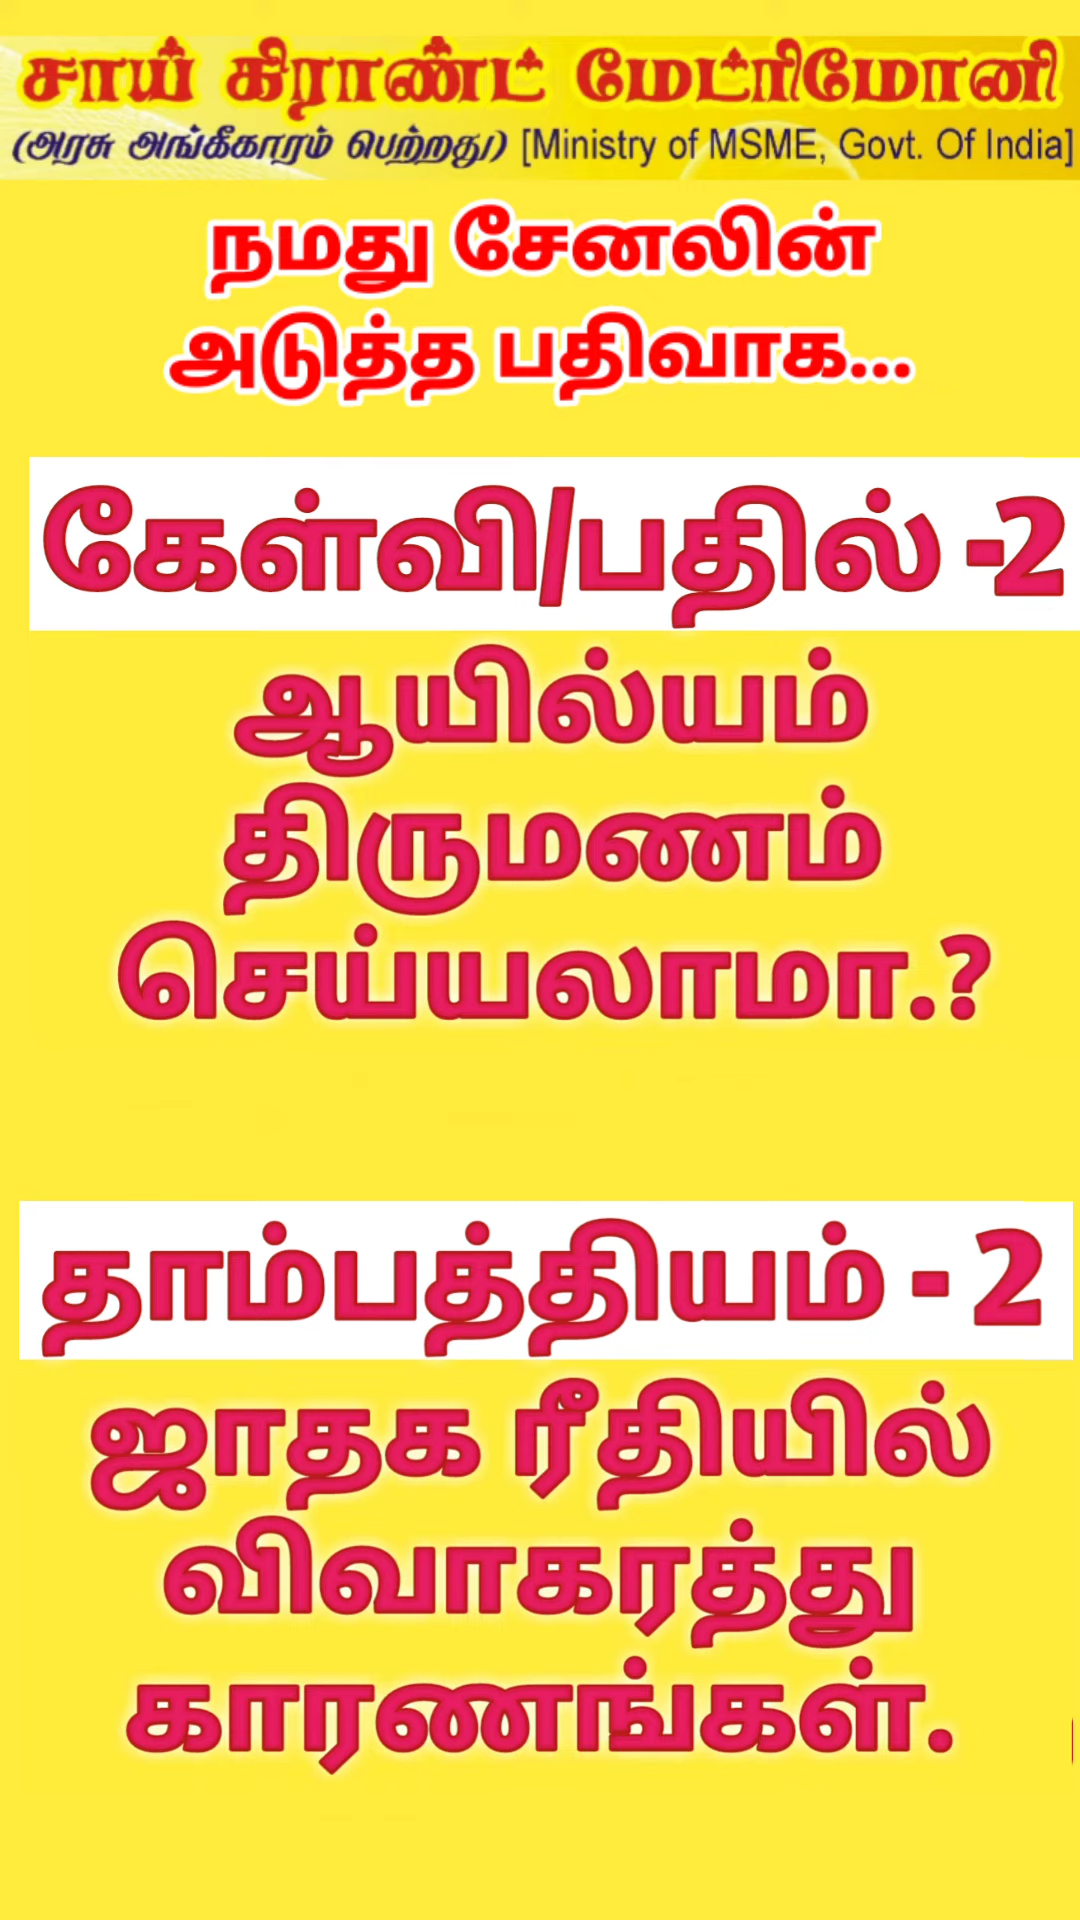 சாய் கிராண்ட் மேட்ரிமோனி
(அரசு அங்கீகாரம் பெற்றது) [Ministry of MSME, Govt. Of India]
நமது சேனலின்
அடுத்த பதிவாக...
கேள்வி/பதில் -2
ஆயில்யம்
திருமணம்
செய்யலாமா.?
தாம்பத்தியம் - 2
ஜாதக ரீதியில்
விவாகரத்து
காரணங்கள்.